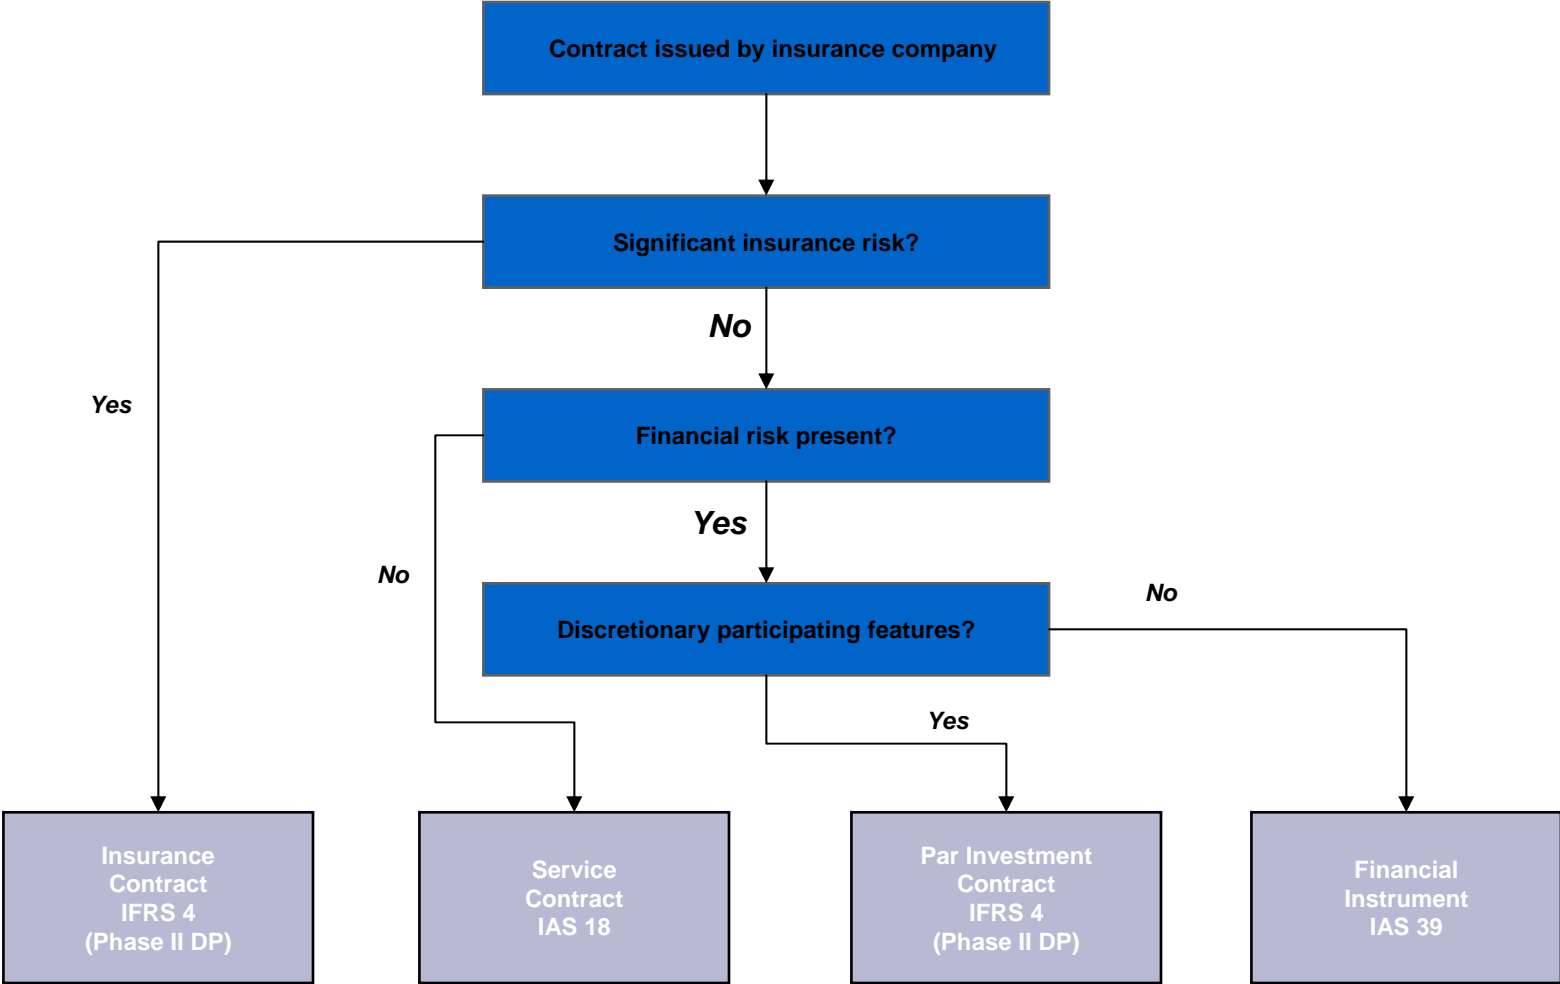 Contract issued by insurance company
Significant insurance risk?
No
Yes
Financial risk present?
Yes
No
No
Discretionary participating features?
Yes
Insurance
Contract
IFRS 4
(Phase II DP)
Service
Contract
IAS 18
Par Investment
Contract
IFRS 4
(Phase II DP)
Financial
Instrument
IAS 39